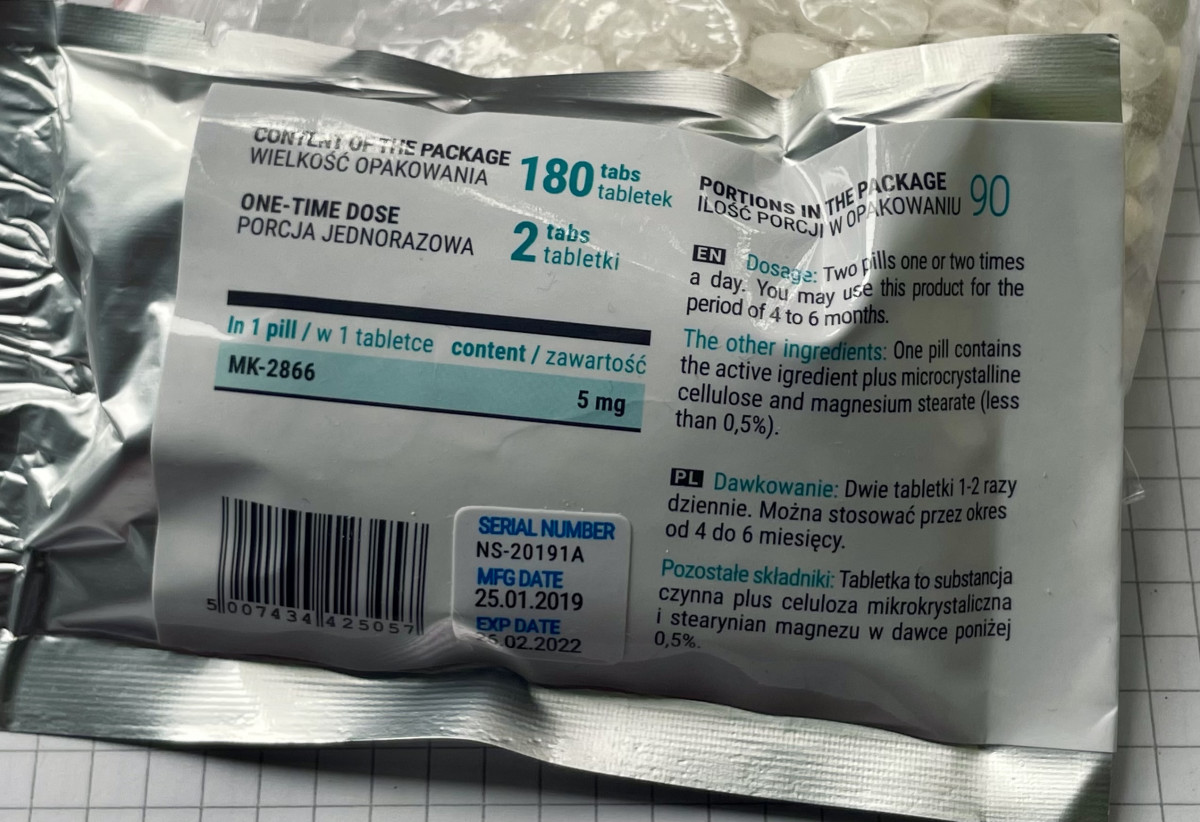 CONTENT OF THE PACKAGE
WIELKOŚĆ OPAKOWANIA
180 tabs
tabletek
ONE-TIME DOSE
PORCJA JEDNORAZOWA
2 tabs
tabletki
In 1 pill / w 1 tabletce content / zawartość
MK-2866
5 mg
5 007434 425057
SERIAL NUMBER
NS-20191A
MFG DATE
25.01.2019
EXP DATE
.02.2022
PORTIONS IN THE PACKAGE
ILOŚĆ PORCJI W OPAKOWANIU
90
EN Dosage: Two pills one or two times
a day. You may use this product for the
period of 4 to 6 months.
The other ingredients: One pill contains
the active igredient plus microcrystalline
cellulose and magnesium stearate (less
than 0,5%).
PL Dawkowanie: Dwie tabletki 1-2 razy
dziennie. Można stosować przez okres
od 4 do 6 miesięcy.
Pozostałe składniki: Tabletka to substancja
czynna plus celuloza mikrokrystaliczna
i stearynian magnezu w dawce poniżej
0,5%.